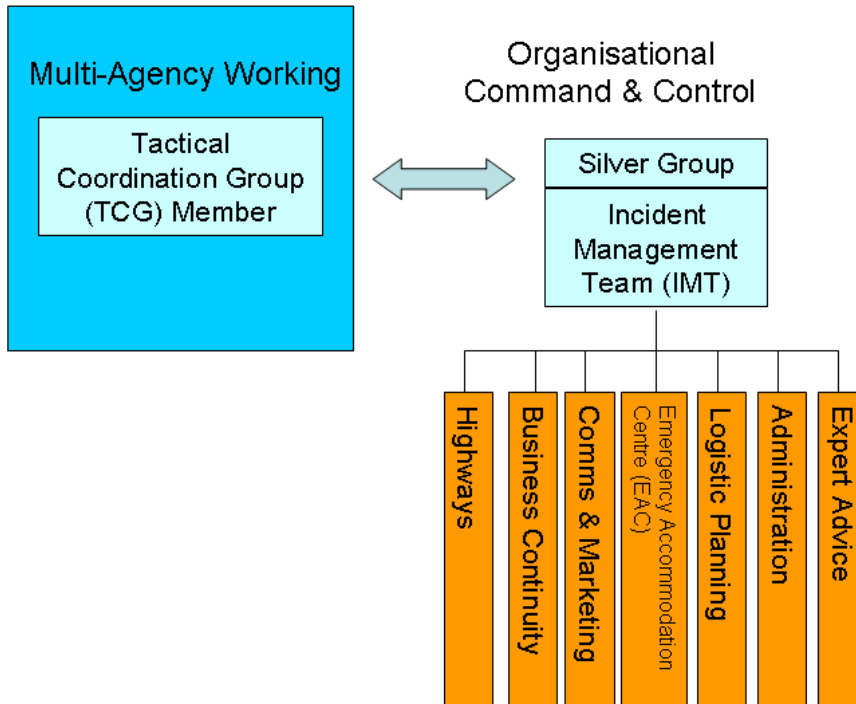 Multi-Agency Working
Tactical
Coordination Group
(TCG) Member
Organisational
Command & Control
Silver Group
Incident
Management
Team (IMT)
Highways
Business Continuity
Comms & Marketing
Emergency Accommodation
Centre (EAC)
Logistic Planning
Administration
Expert Advice